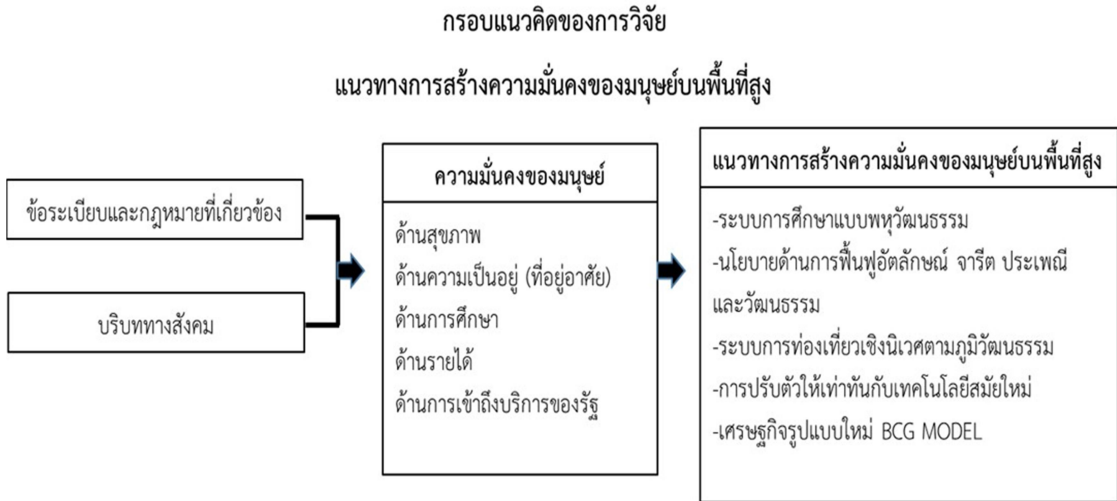 กรอบแนวคิดของการวิจัย
แนวทางการสร้างความมั่นคงของมนุษย์บนพื้นที่สูง
ข้อระเบียบและกฎหมายที่เกี่ยวข้อง
บริบททางสังคม
ความมั่นคงของมนุษย์
ด้านสุขภาพ
ด้านความเป็นอยู่ (ที่อยู่อาศัย)
ด้านการศึกษา
ด้านรายได้
ด้านการเข้าถึงบริการของรัฐ
แนวทางการสร้างความมั่นคงของมนุษย์บนพื้นที่สูง
-ระบบการศึกษาแบบพหุวัฒนธรรม
-นโยบายด้านการฟื้นฟูอัตลักษณ์ จารีต ประเพณี
และวัฒนธรรม
-ระบบการท่องเที่ยวเชิงนิเวศตามภูมิวัฒนธรรม
-การปรับตัวให้เท่าทันกับเทคโนโลยีสมัยใหม่
-เศรษฐกิจรูปแบบใหม่ BCG MODEL